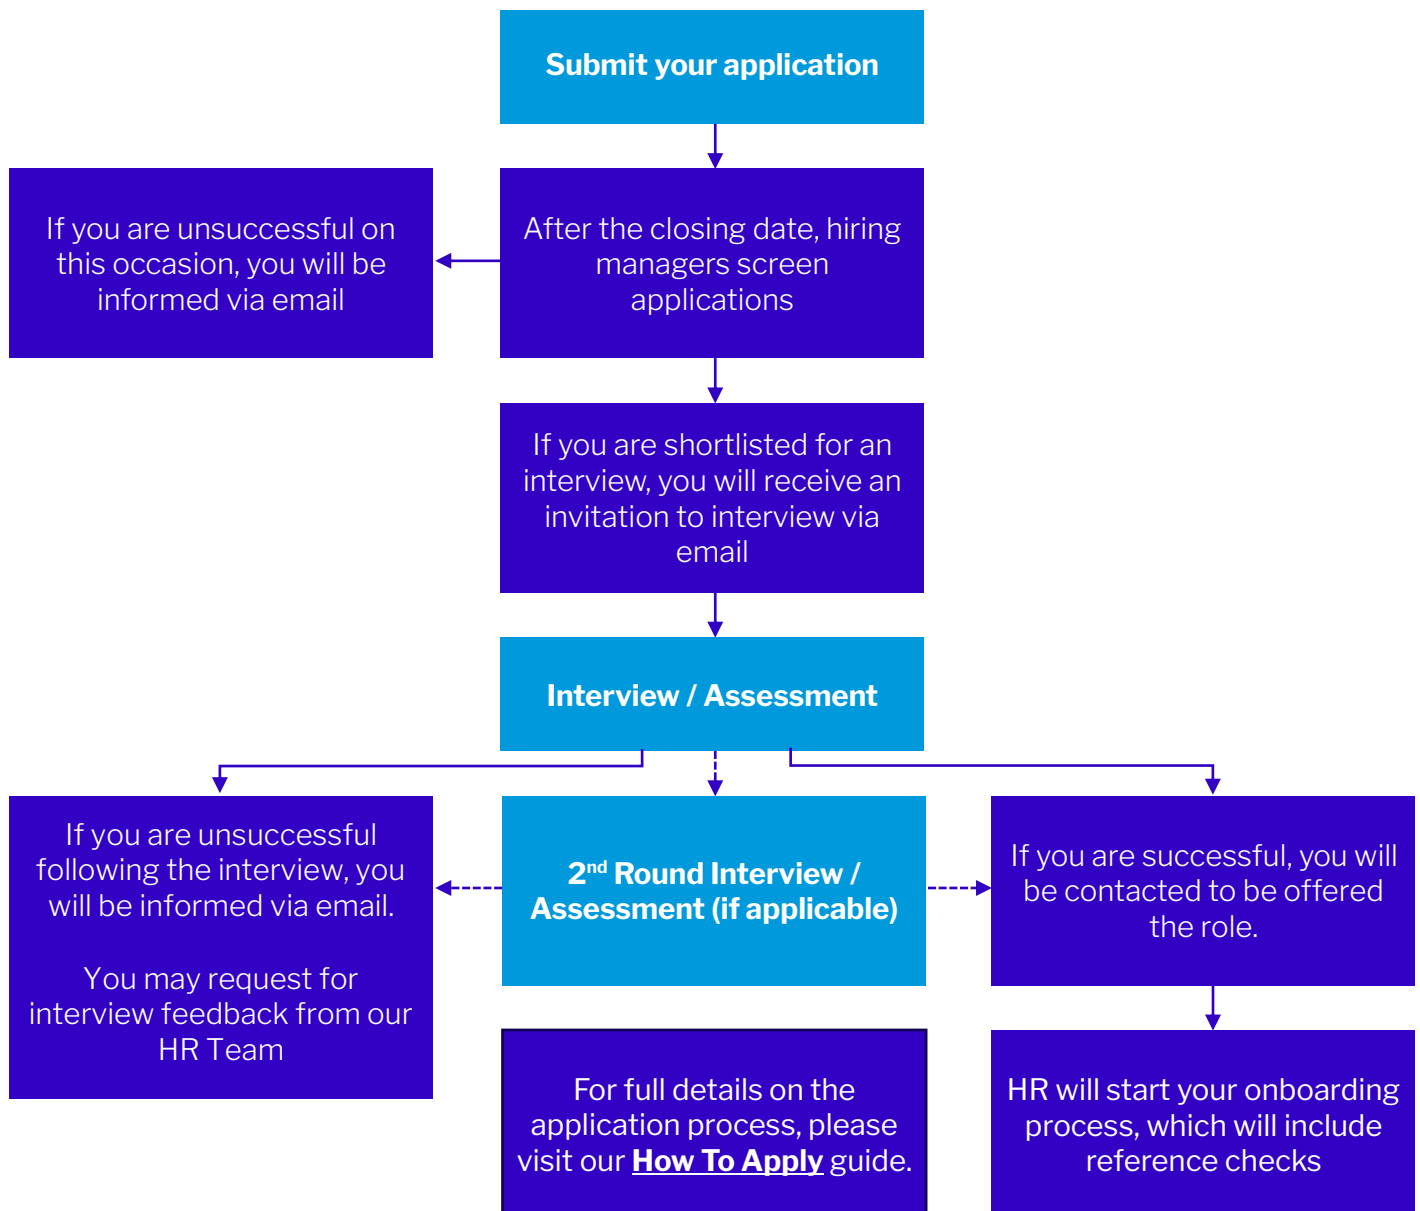 Submit your application
If you are unsuccessful on
this occasion, you will be
informed via email
After the closing date, hiring
managers screen
applications
If you are shortlisted for an
interview, you will receive an
invitation to interview via
email
Interview / Assessment
If you are unsuccessful
following the interview, you
will be informed via email.
You may request for
interview feedback from our
HR Team
2nd Round Interview /
Assessment (if applicable)
If you are successful, you will
be contacted to be offered
the role.
For full details on the
application process, please
visit our How To Apply guide.
HR will start your onboarding
process, which will include
reference checks